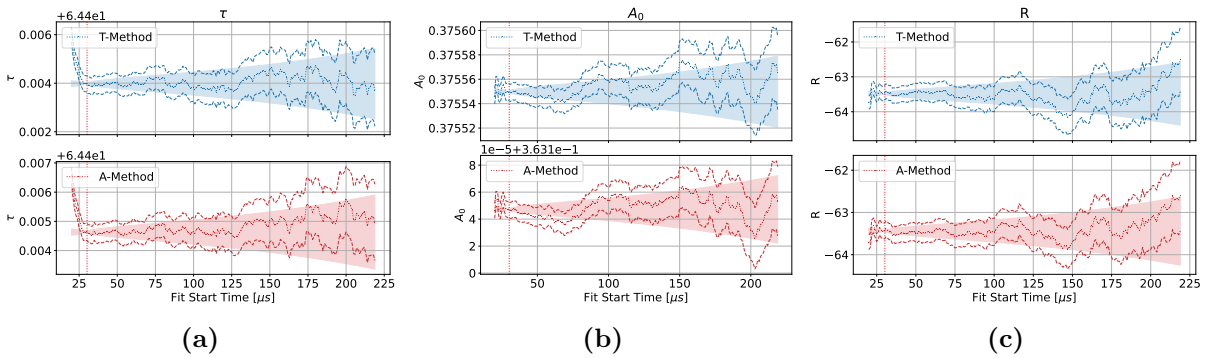 τ
A₀
R
+6.44e1
0.006
0.004
0.002
τ
T-Method
0.37560
0.37558
0.37556
0.37554
0.37552
A₀
T-Method
−62
−63
−64
R
T-Method
+6.44e1
0.007
0.006
0.005
0.004
τ
A-Method
1e-5+3.631e-1
8
6
4
2
0
A₀
A-Method
−62
−63
−64
R
A-Method
25 50 75 100 125 150 175 200 225
Fit Start Time [μs]
0 50 100 150 200
Fit Start Time [μs]
25 50 75 100 125 150 175 200 225
Fit Start Time [μs]
(a)
(b)
(c)